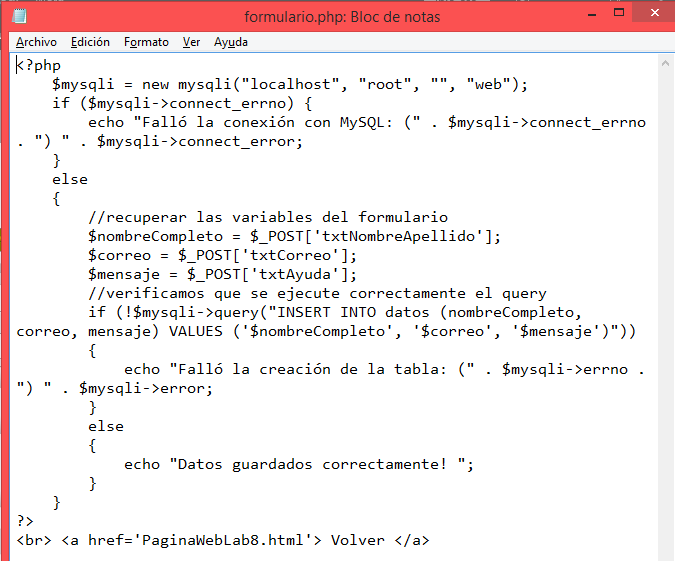 formulario.php: Bloc de notas
Archivo Edición Formato Ver Ayuda
<?php
    $mysqli = new mysqli("localhost", "root", "", "web");
    if ($mysqli->connect_errno) {
        echo "Falló la conexión con MySQL: (" . $mysqli->connect_errno
. ") " . $mysqli->connect_error;
    }
    else
    {
        //recuperar las variables del formulario
        $nombreCompleto = $_POST['txtNombreApellido'];
        $correo = $_POST['txtCorreo'];
        $mensaje = $_POST['txtAyuda'];
        //verificamos que se ejecute correctamente el query
        if (!$mysqli->query("INSERT INTO datos (nombreCompleto,
correo, mensaje) VALUES ('$nombreCompleto', '$correo', '$mensaje')"))
        {
            echo "Falló la creación de la tabla: (" . $mysqli->errno .
") " . $mysqli->error;
        }
        else
        {
            echo "Datos guardados correctamente! ";
        }
    }
?>
<br> <a href='PaginaWebLab8.html'> Volver </a>